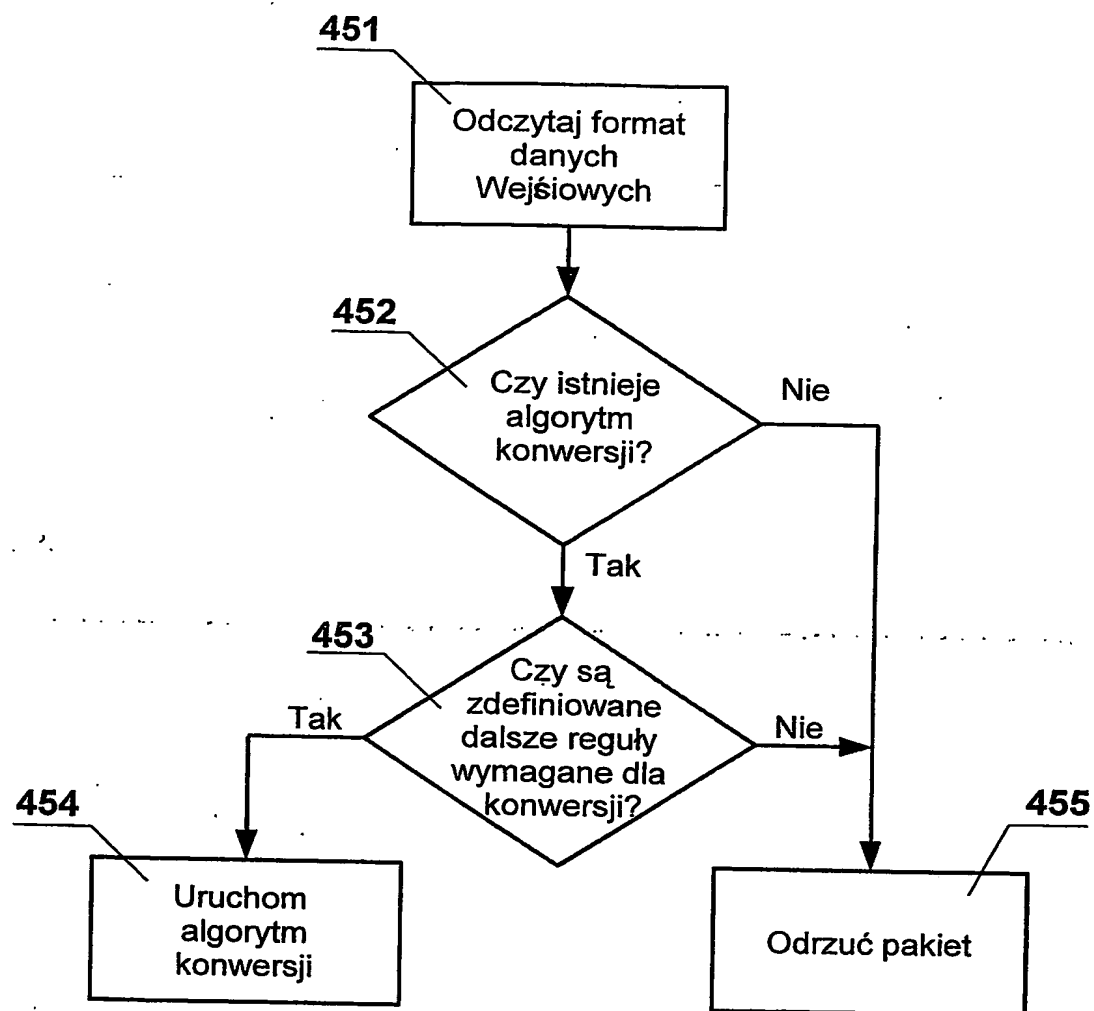 451
Odczytaj format
danych
Wejśiowych
452
Czy istnieje
algorytm
konwersji?
Nie
Tak
453
Czy są
zdefiniowane
dalsze reguły
wymagane dla
konwersji?
Tak
Nie
454
Uruchom
algorytm
konwersji
455
Odrzuć pakiet